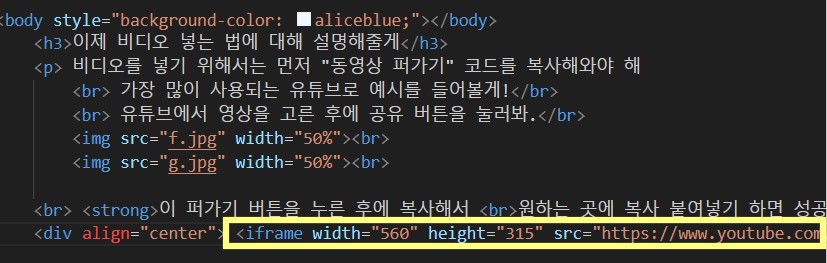 <body style="background-color: aliceblue;"></body>
<h3>이제 비디오 넣는 법에 대해 설명해줄게</h3>
<p> 비디오를 넣기 위해서는 먼저 "동영상 퍼가기" 코드를 복사해와야 해
<br> 가장 많이 사용되는 유튜브로 예시를 들어볼게!</br>
<br> 유튜브에서 영상을 고른 후에 공유 버튼을 눌러봐.</br>
<img src="f.jpg" width="50%"><br>
<img src="g.jpg" width="50%"><br>
<br> <strong>이 퍼가기 버튼을 누른 후에 복사해서 <br>원하는 곳에 복사 붙여넣기 하면 성공
<div align="center"> <iframe width="560" height="315" src="https://www.youtube.com